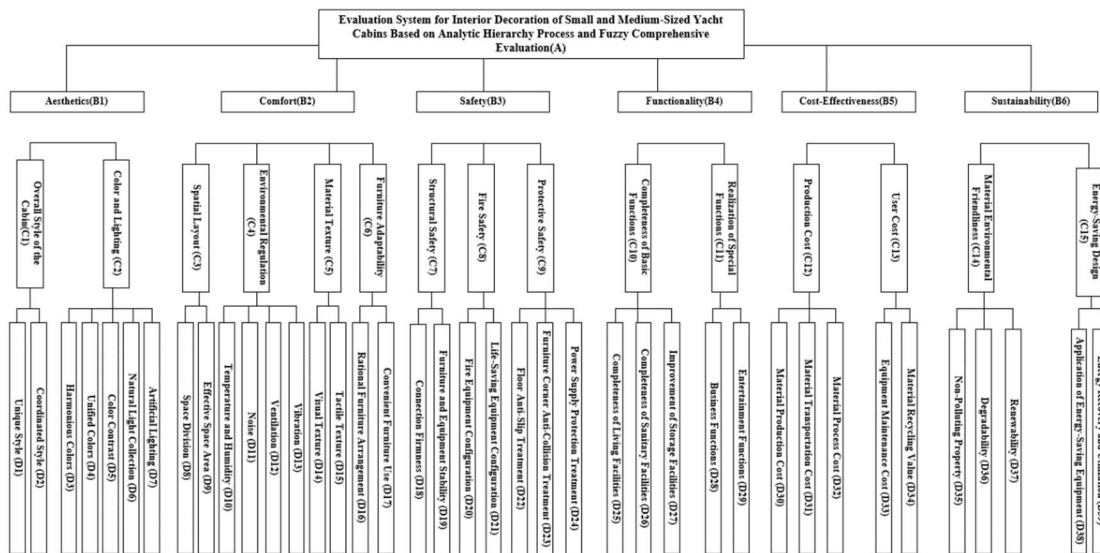 Evaluation System for Interior Decoration of Small and Medium-Sized Yacht
Cabins Based on Analytic Hierarchy Process and Fuzzy Comprehensive
Evaluation(A)
Aesthetics(B1)
Comfort(B2)
Safety(B3)
Functionality(B4)
Cost-Effectiveness(B5)
Sustainability(B6)
Overall Style of the
Cabin(C1)
Color and Lighting (C2)
Spatial Layout (C3)
Environmental Regulation
(C4)
Material Texture (C5)
Furniture Adaptability
(C6)
Structural Safety (C7)
Fire Safety (C8)
Protective Safety (C9)
Completeness of Basic
Functions (C10)
Realization of Special
Functions (C11)
Production Cost (C12)
User Cost (C13)
Material Environmental
Friendliness (C14)
Energy-Saving Design
(C15)
Unique Style (D1)
Coordinated Style (D2)
Harmonious Colors (D3)
Unified Colors (D4)
Color Contrast (D5)
Natural Light Collection (D6)
Artificial Lighting (D7)
Space Division (D8)
Effective Space Area (D9)
Temperature and Humidity (D10)
Noise (D11)
Ventilation (D12)
Vibration (D13)
Visual Texture (D14)
Tactile Texture (D15)
Rational Furniture Arrangement (D16)
Convenient Furniture Use (D17)
Connection Firmness (D18)
Furniture and Equipment Stability (D19)
Fire Equipment Configuration (D20)
Life-Saving Equipment Configuration (D21)
Floor Anti-Slip Treatment (D22)
Furniture Corner Anti-Collision Treatment (D23)
Power Supply Protection Treatment (D24)
Completeness of Living Facilities (D25)
Completeness of Sanitary Facilities (D26)
Improvement of Storage Facilities (D27)
Business Functions (D28)
Entertainment Functions (D29)
Material Production Cost (D30)
Material Transportation Cost (D31)
Material Process Cost (D32)
Equipment Maintenance Cost (D33)
Material Recycling Value (D34)
Non-Polluting Property (D35)
Degradability (D36)
Renewability (D37)
Application of Energy-Saving Equipment (D38)